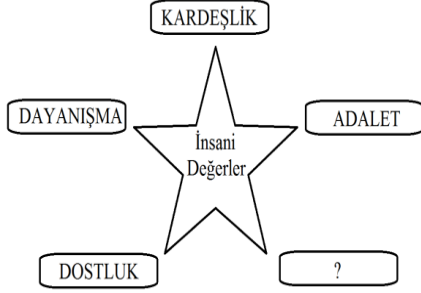 KARDEŞLİK
DAYANIŞMA
ADALET
İnsani
Değerler
DOSTLUK
?